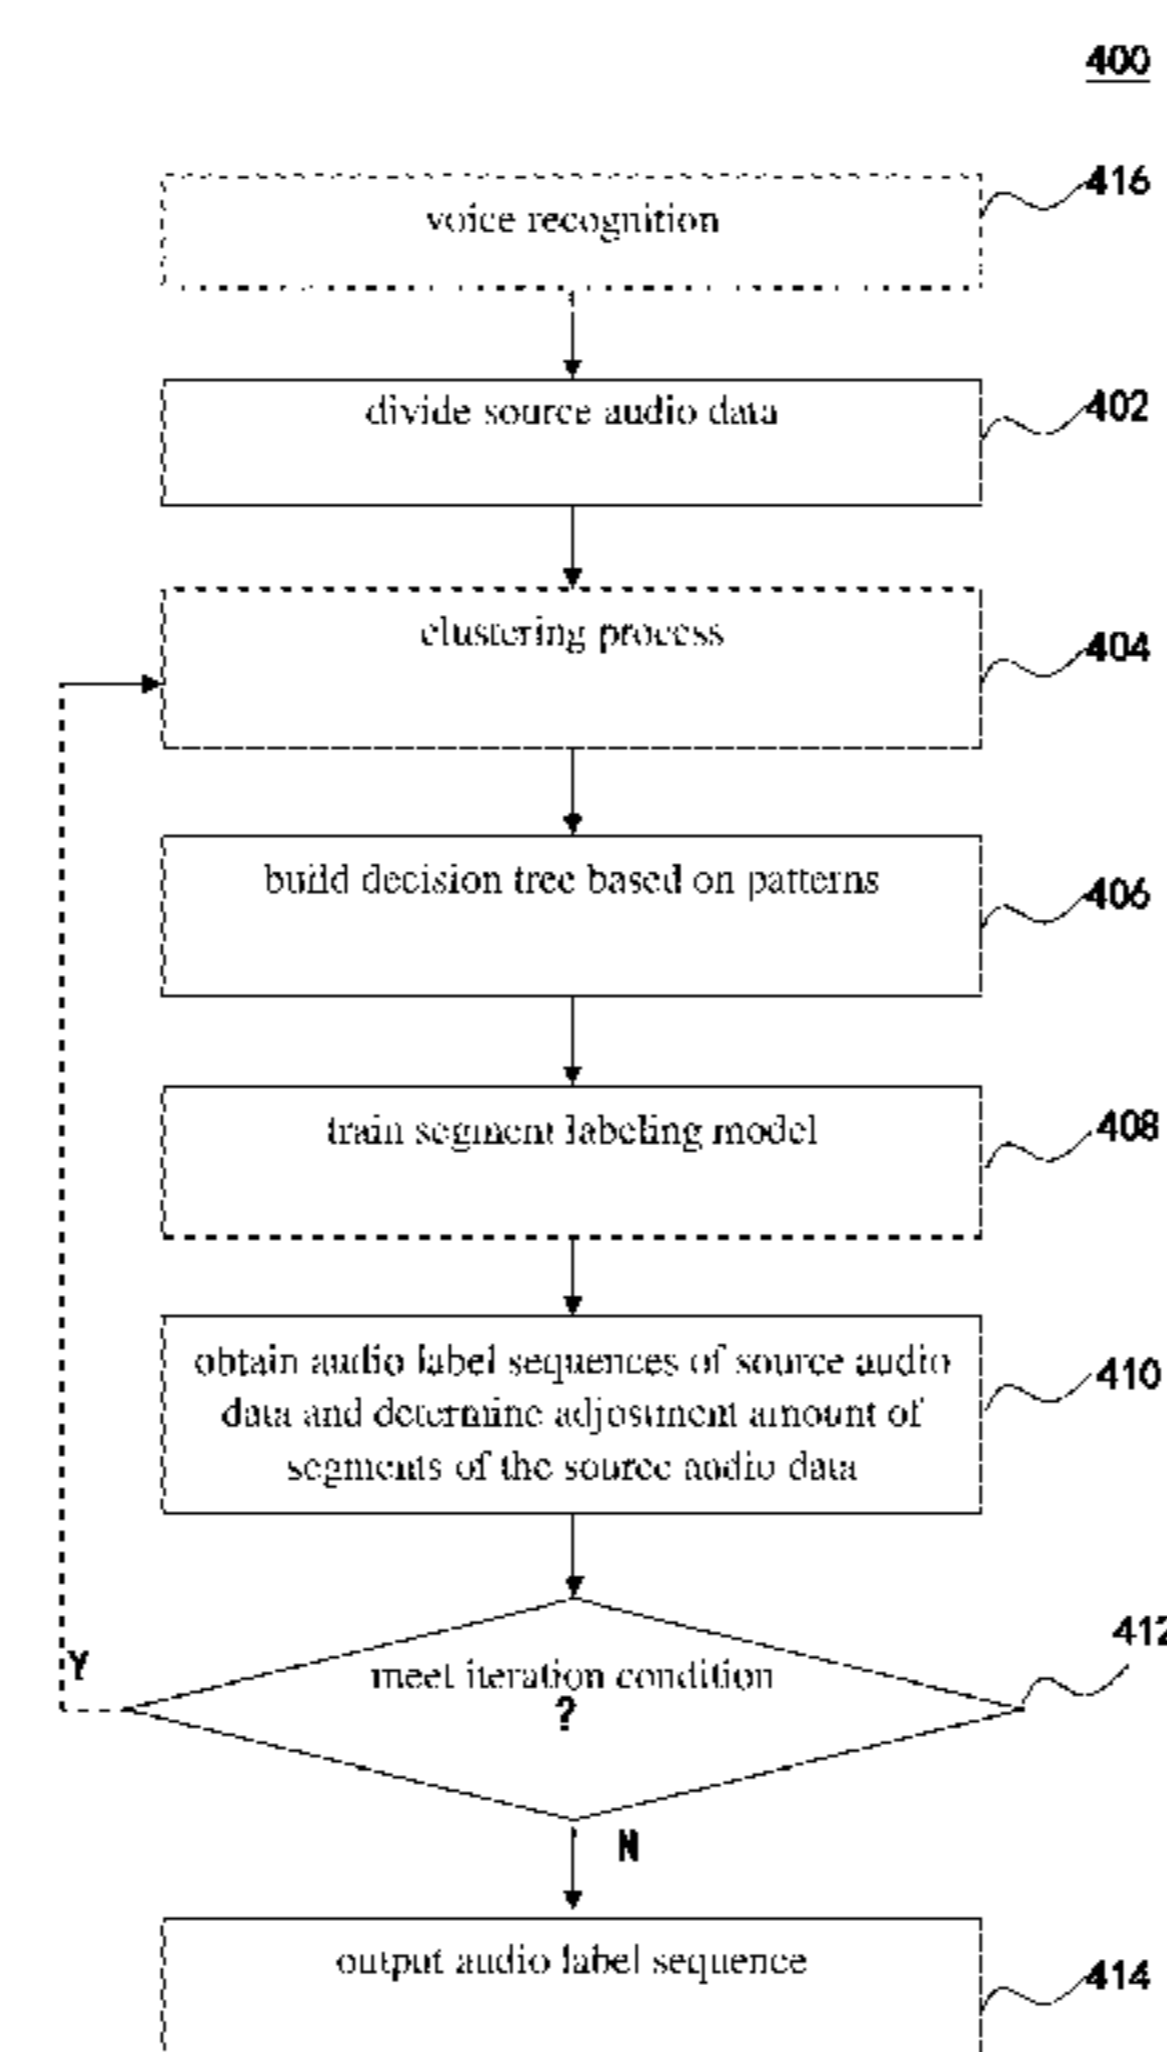 400
voice recognition
416
divide source audio data
402
clustering process
404
build decision tree based on patterns
406
train segment labeling model
408
obtain audio label sequences of source audio
data and determine adjustment amount of
segments of the source audio data
410
meet iteration condition
?
412
Y
N
output audio label sequence
414